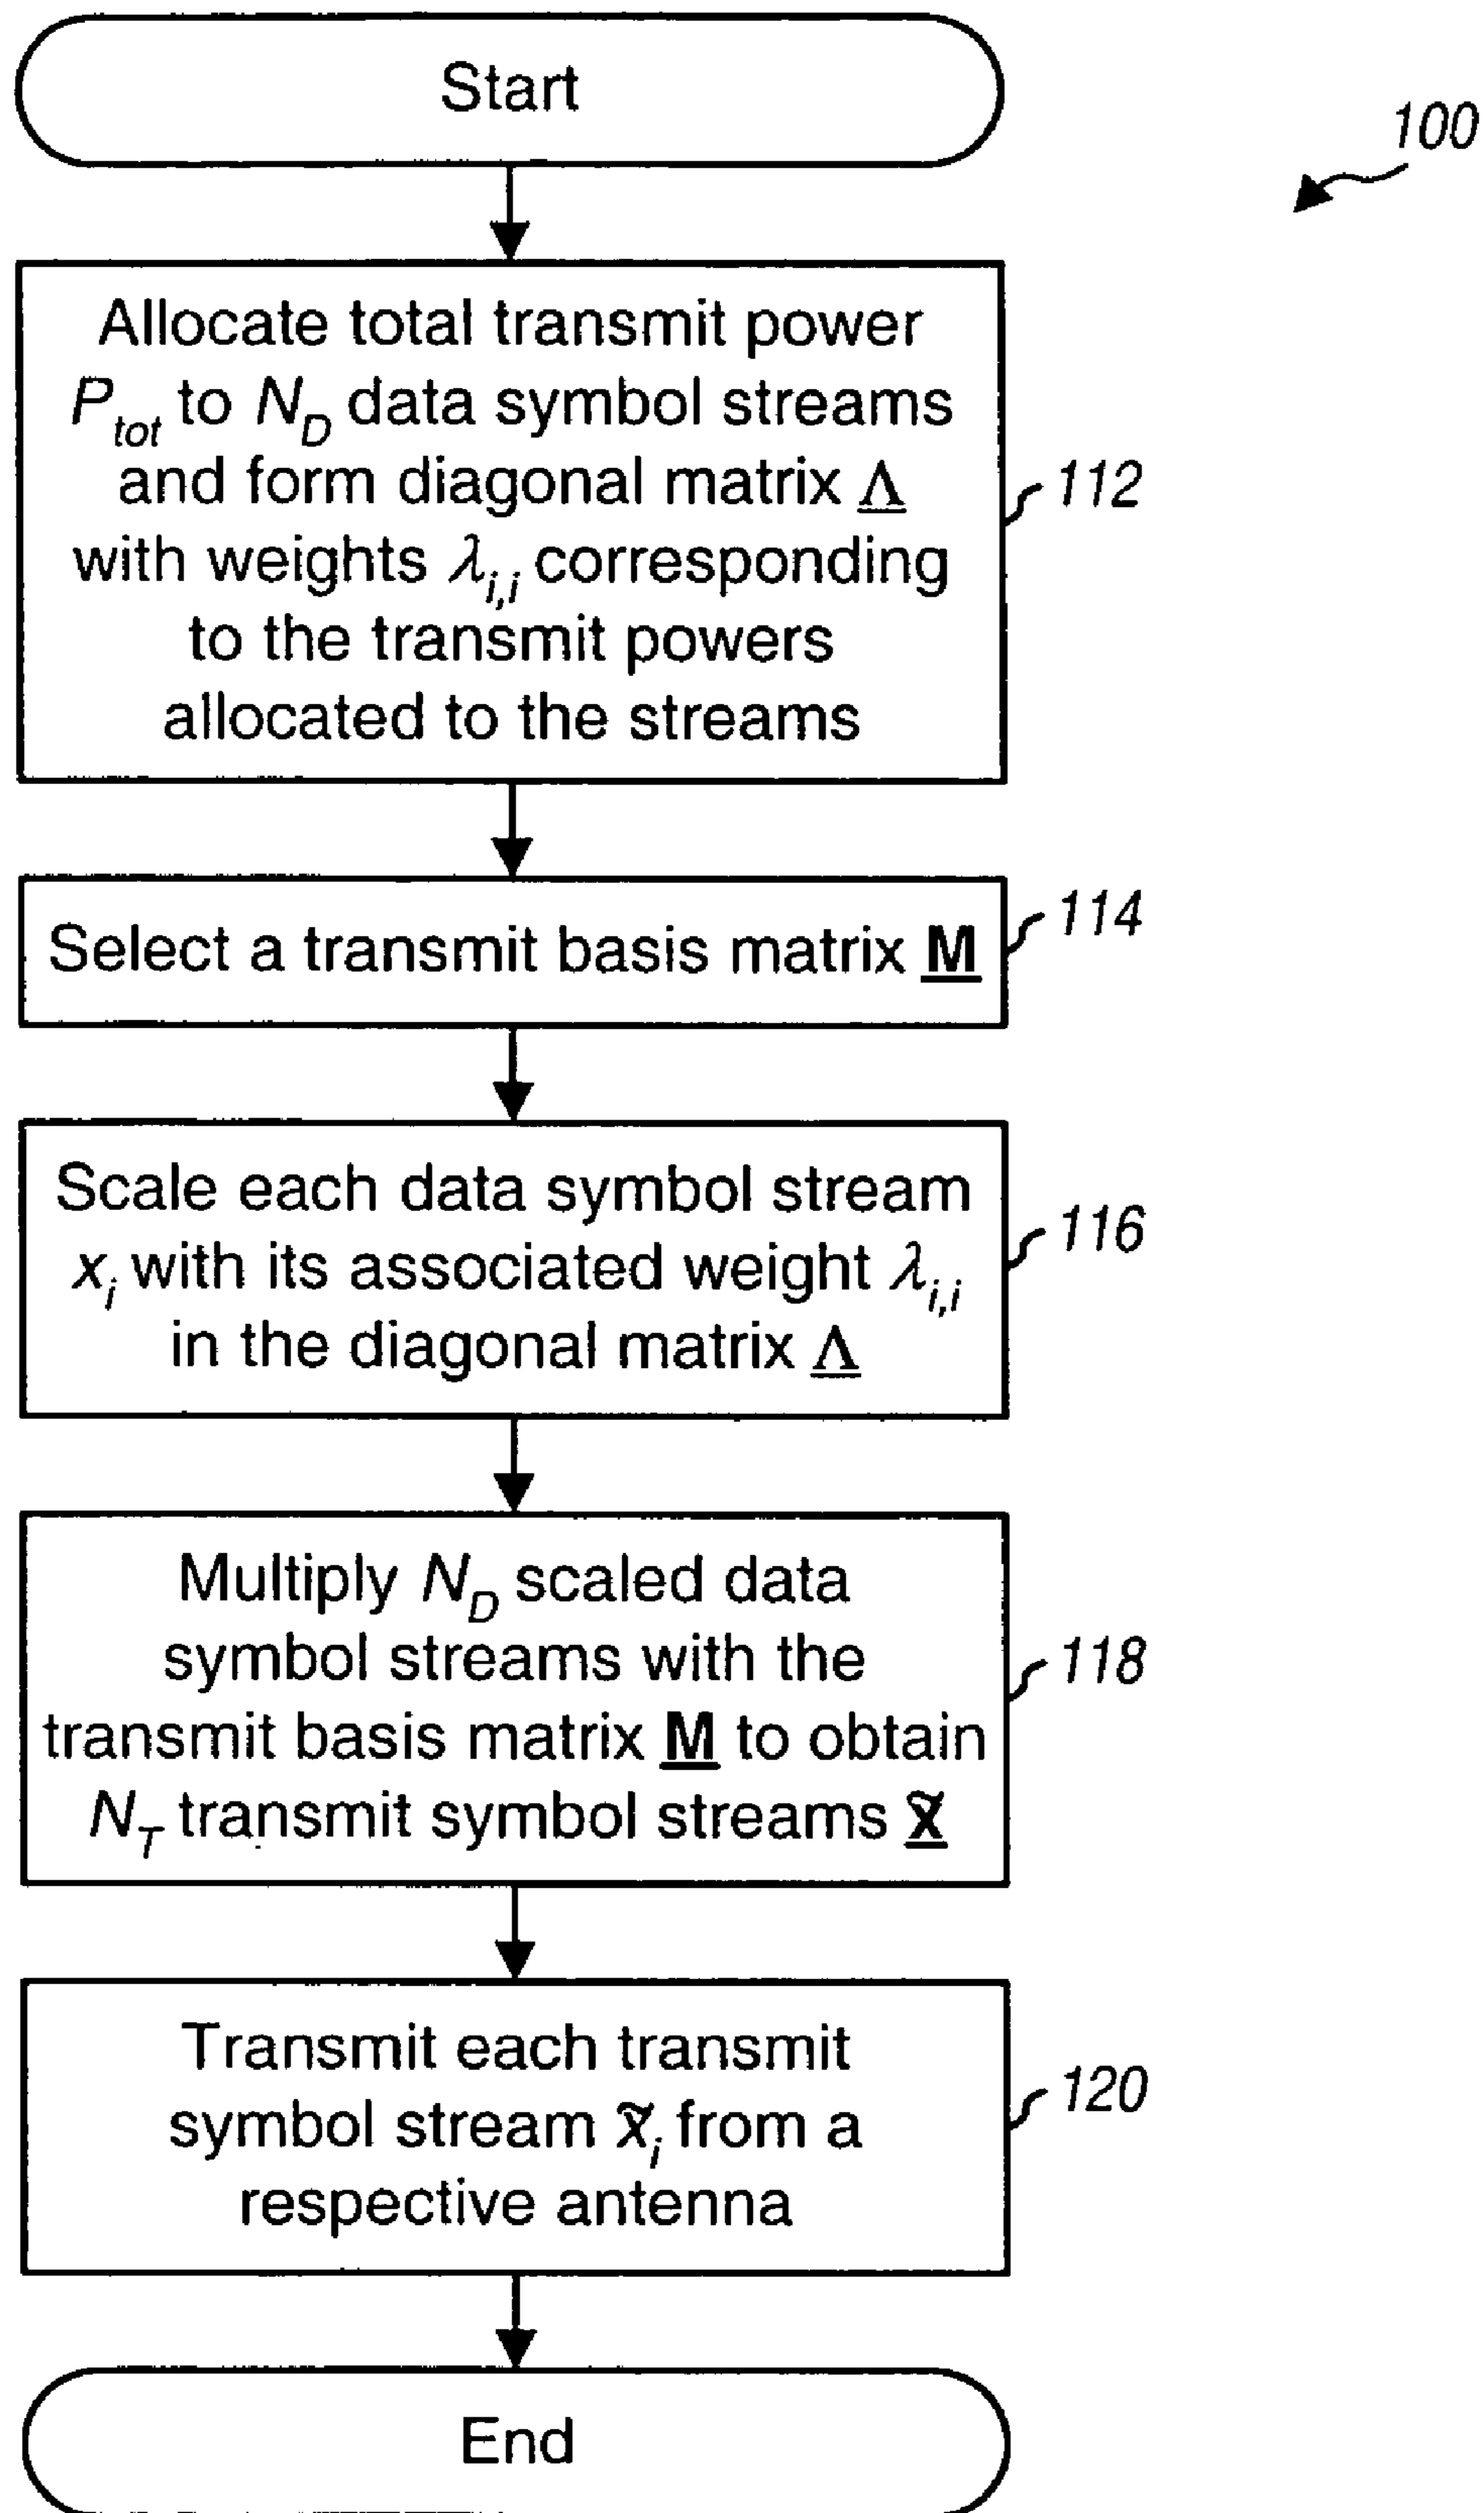 Start
100
Allocate total transmit power
P_tot to N_D data symbol streams
and form diagonal matrix Λ
with weights λ_i,i corresponding
to the transmit powers
allocated to the streams
112
Select a transmit basis matrix M
114
Scale each data symbol stream
x_i with its associated weight λ_i,i
in the diagonal matrix Λ
116
Multiply N_D scaled data
symbol streams with the
transmit basis matrix M to obtain
N_T transmit symbol streams x̃
118
Transmit each transmit
symbol stream x̃_i from a
respective antenna
120
End